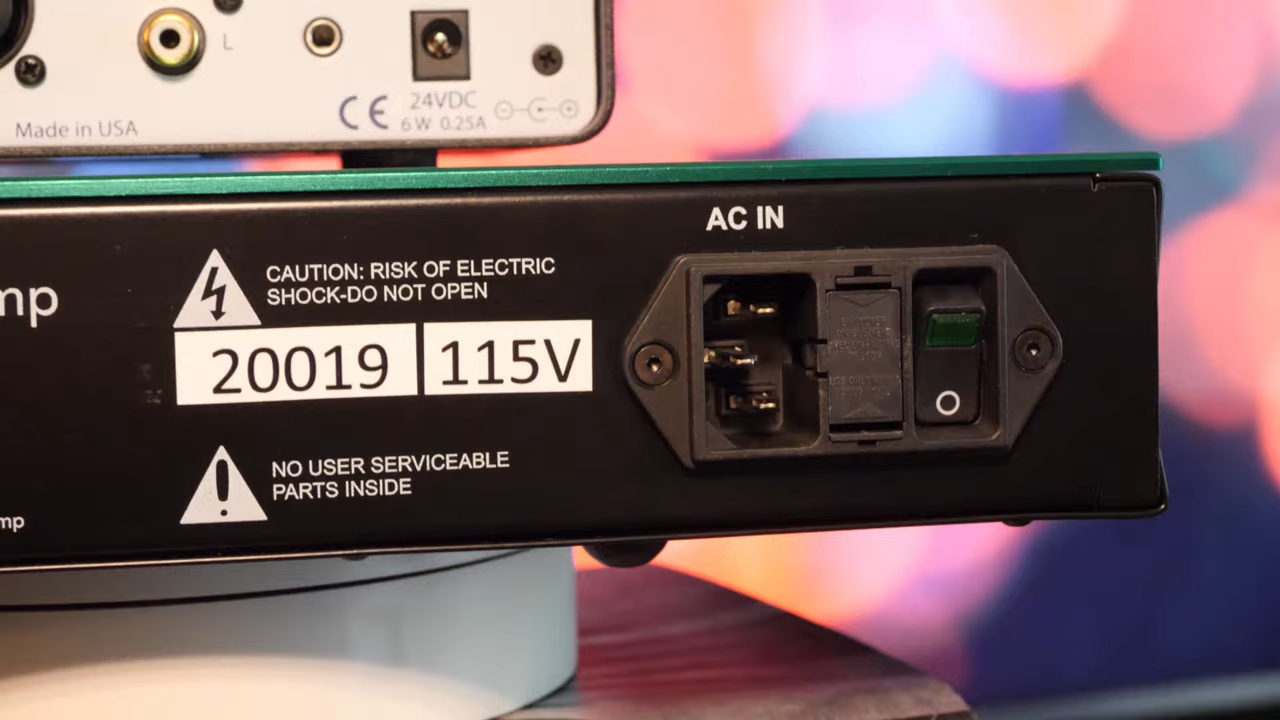 L
24VDC
6W 0.25A
CE
Made in USA
AC IN
mp
CAUTION: RISK OF ELECTRIC
SHOCK-DO NOT OPEN
20019 115V
NO USER SERVICEABLE
PARTS INSIDE
mp